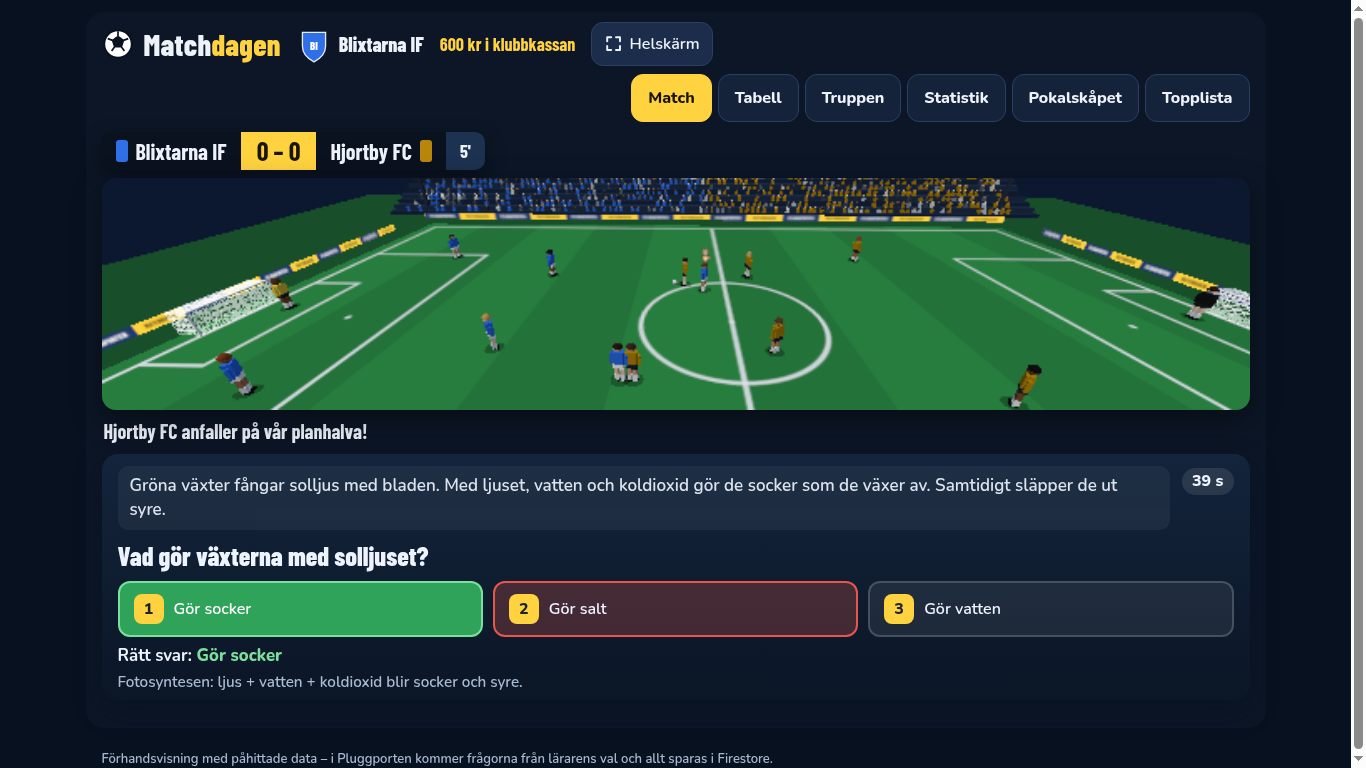 Matchdagen
BI
Blixtarna IF
600 kr i klubbkassan
Helskärm
Match
Tabell
Truppen
Statistik
Pokalskåpet
Topplista
Blixtarna IF
0 – 0
Hjortby FC
5'
Hjortby FC anfaller på vår planhalva!
Gröna växter fångar solljus med bladen. Med ljuset, vatten och koldioxid gör de socker som de växer av. Samtidigt släpper de ut
syre.
39 s
Vad gör växterna med solljuset?
1 Gör socker
2 Gör salt
3 Gör vatten
Rätt svar: Gör socker
Fotosyntesen: ljus + vatten + koldioxid blir socker och syre.
Förhandsvisning med påhittade data – i Pluggporten kommer frågorna från lärarens val och allt sparas i Firestore.